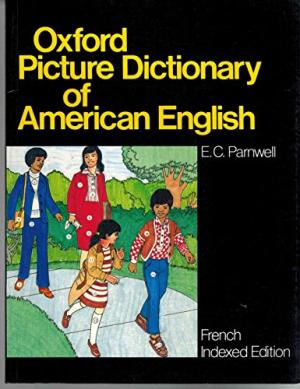 Oxford
Picture Dictionary
of
American English
E.C. Parnwell
French
Indexed Edition